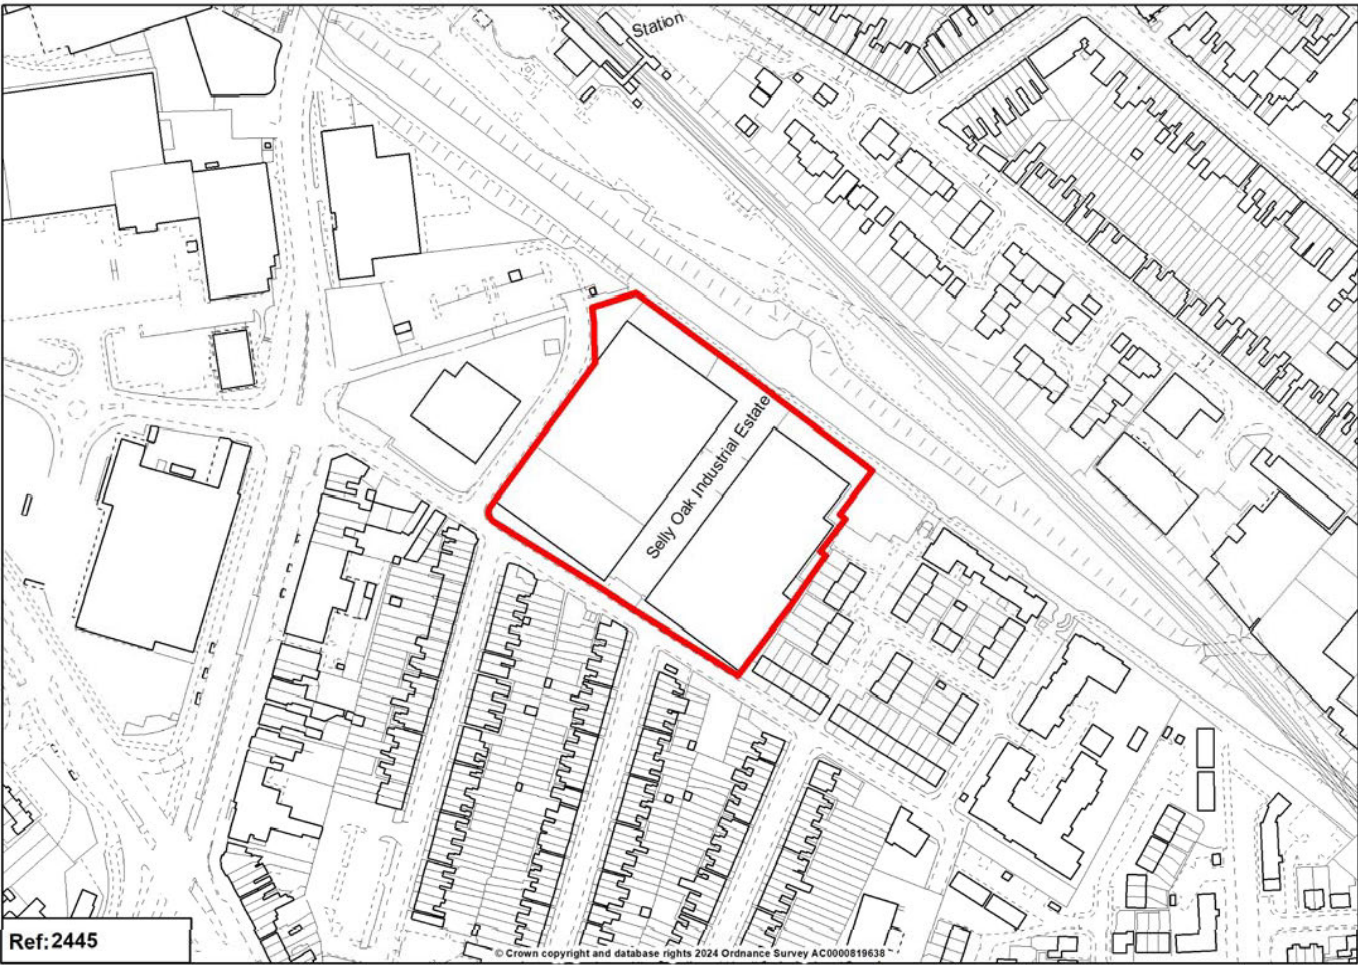 Station
Selly Oak Industrial Estate
Ref:2445
© Crown copyright and database rights 2024 Ordnance Survey AC0000819638